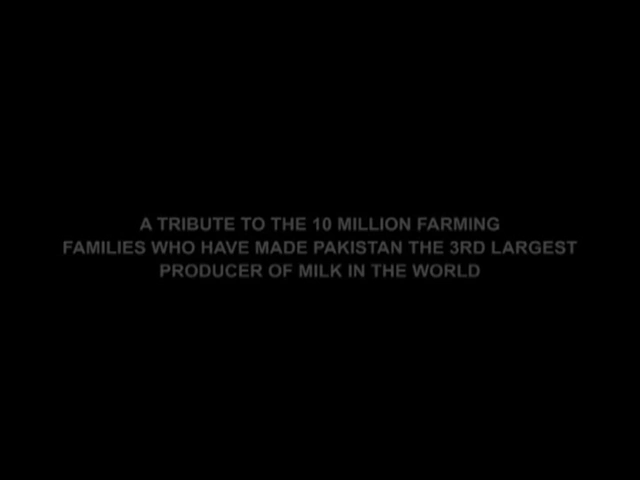 A TRIBUTE TO THE 10 MILLION FARMING
FAMILIES WHO HAVE MADE PAKISTAN THE 3RD LARGEST
PRODUCER OF MILK IN THE WORLD